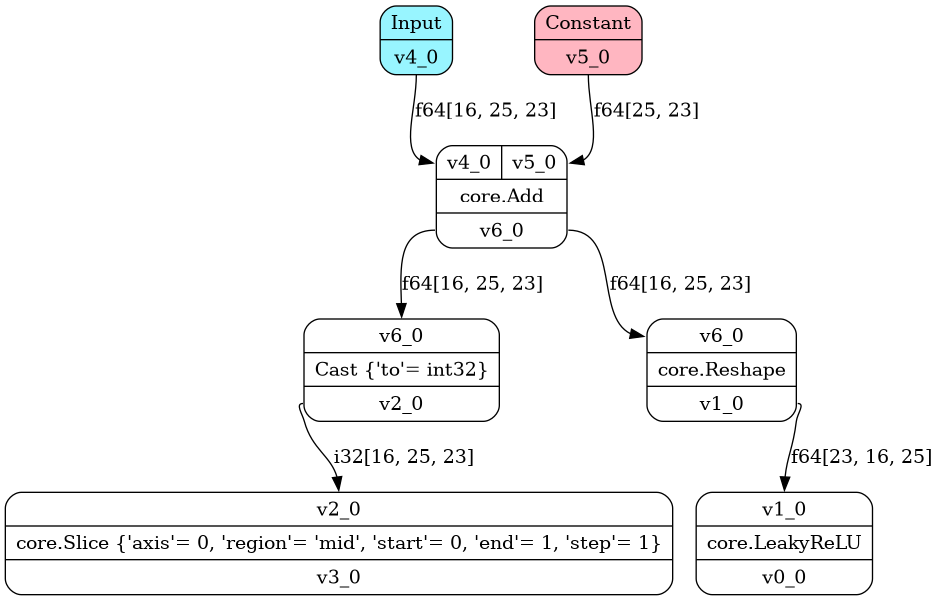 Input
v4_0
Constant
v5_0
f64[16, 25, 23]
f64[25, 23]
v4_0
v5_0
core.Add
v6_0
f64[16, 25, 23]
f64[16, 25, 23]
v6_0
Cast {'to'= int32}
v2_0
v6_0
core.Reshape
v1_0
i32[16, 25, 23]
f64[23, 16, 25]
v2_0
core.Slice {'axis'= 0, 'region'= 'mid', 'start'= 0, 'end'= 1, 'step'= 1}
v3_0
v1_0
core.LeakyReLU
v0_0